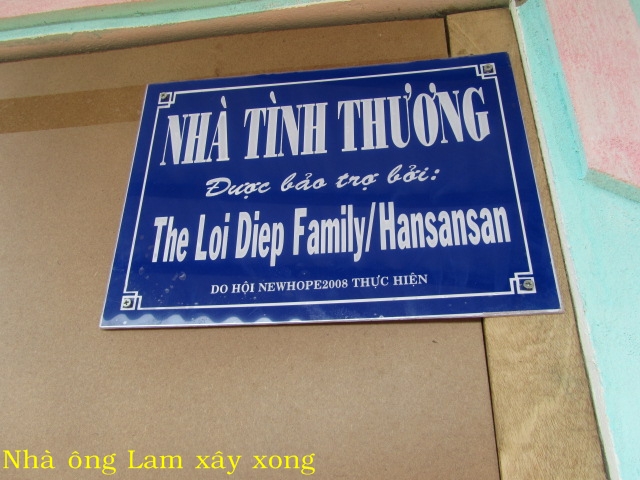 NHÀ TÌNH THƯƠNG
Được bảo trợ bởi:
The Loi Diep Family/Hansansan
DO HỘI NEWHOPE2008 THỰC HIỆN
Nhà ông Lam xây xong